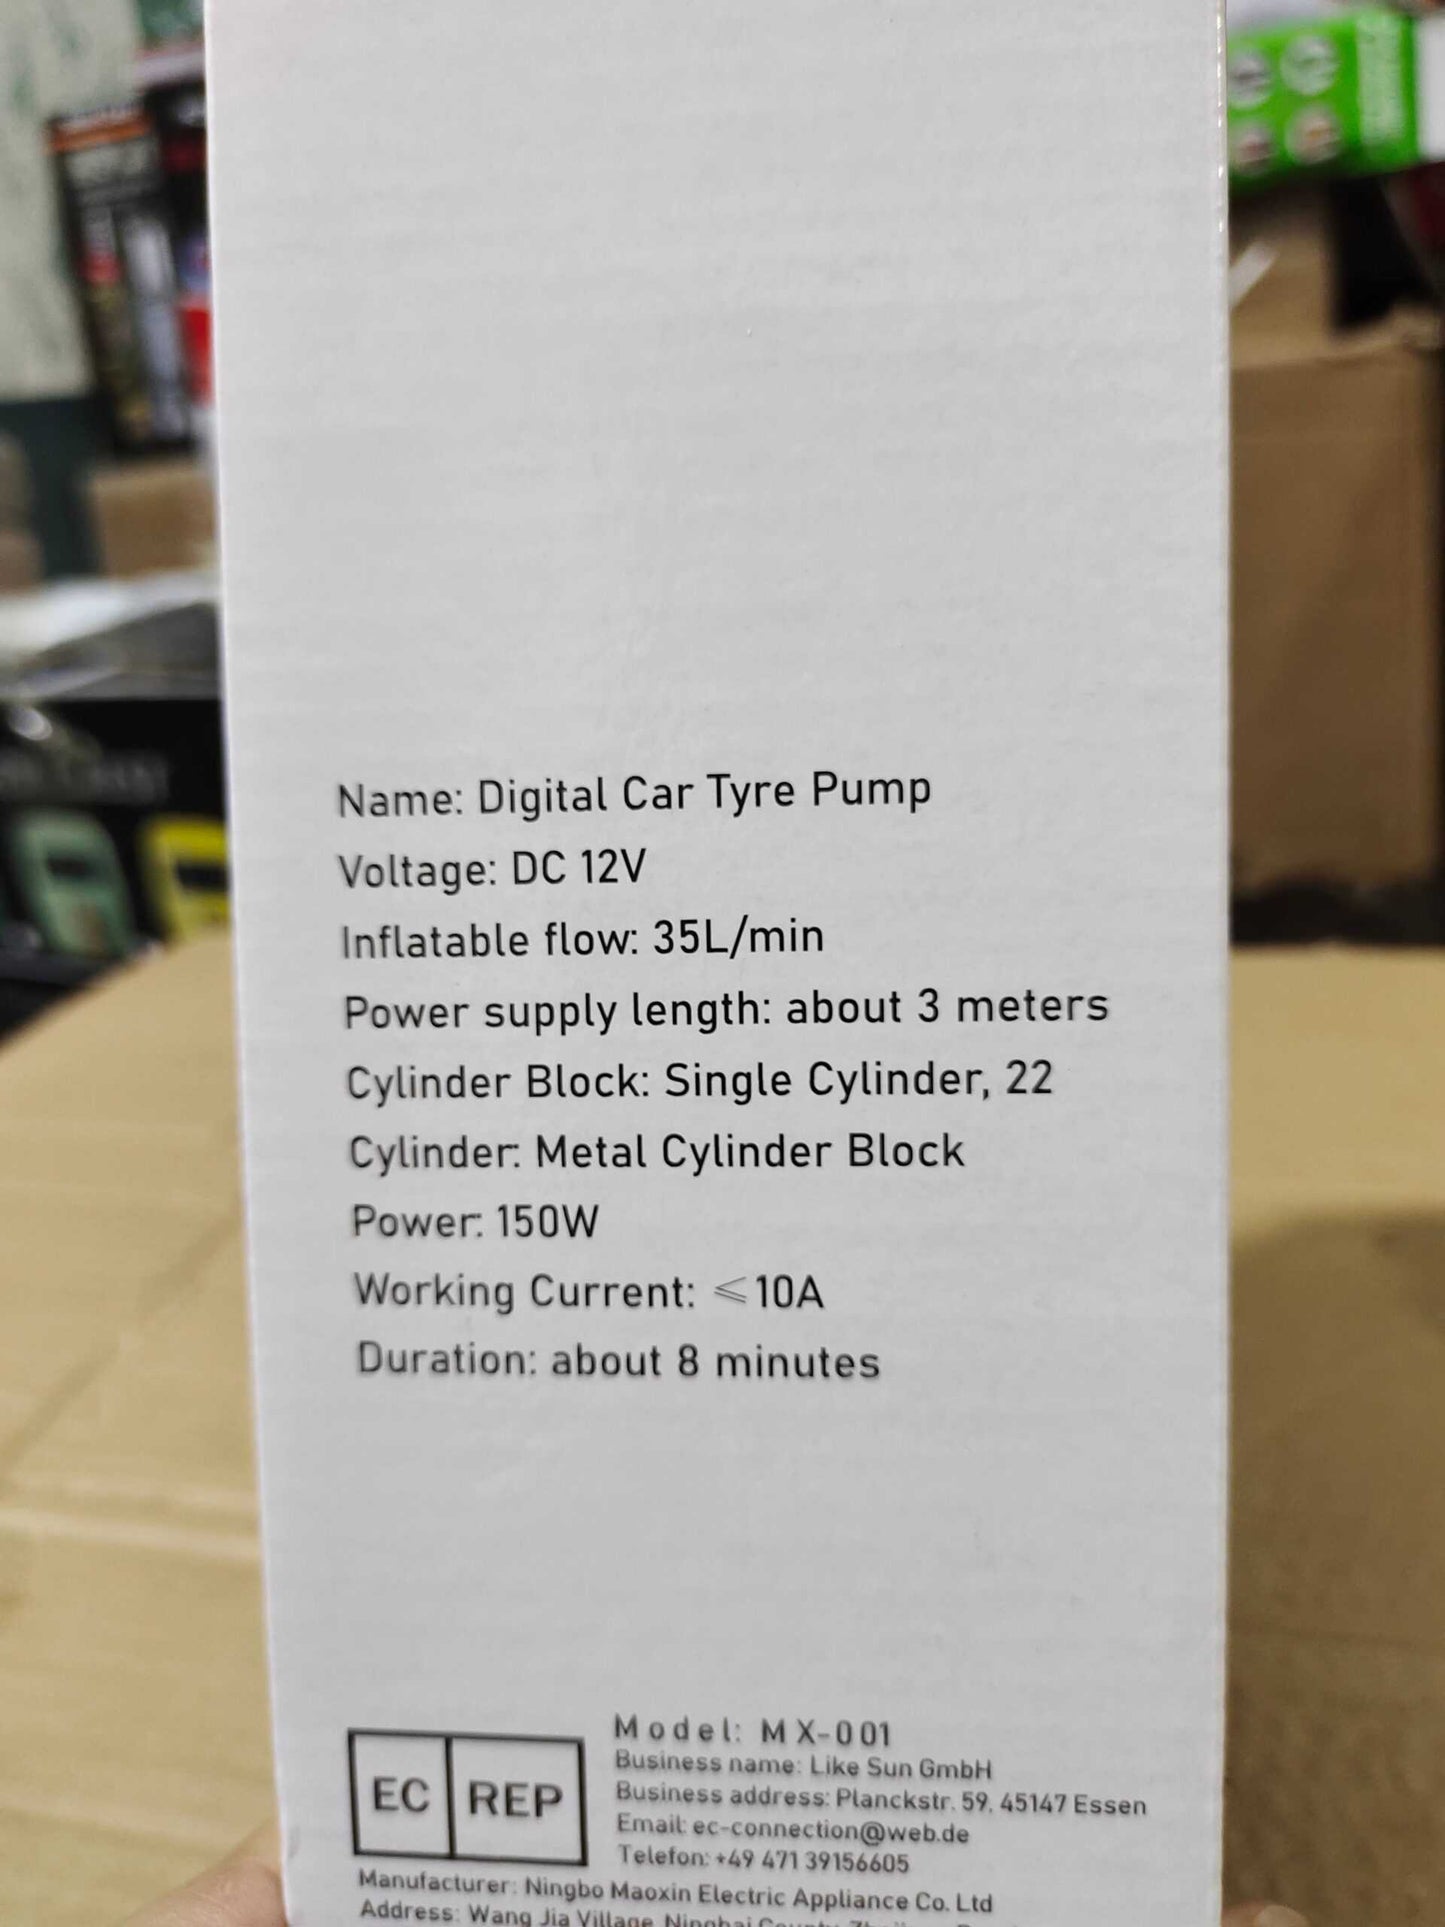 Name: Digital Car Tyre Pump
Voltage: DC 12V
Inflatable flow: 35L/min
Power supply length: about 3 meters
Cylinder Block: Single Cylinder, 22
Cylinder: Metal Cylinder Block
Power: 150W
Working Current: ⩽10A
Duration: about 8 minutes
EC REP
Model: MX-001
Business name: Like Sun GmbH
Business address: Planckstr. 59, 45147 Essen
Email: ec-connection@web.de
Telefon: +49 471 39156605
Manufacturer: Ningbo Maoxin Electric Appliance Co. Ltd
Address: Wang Jia Village, Ninghai County,